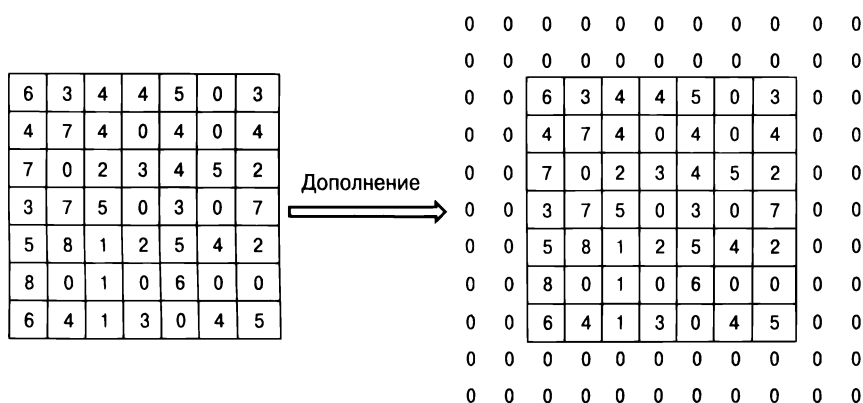 0 0 0 0 0 0 0 0 0 0 0
0 0 0 0 0 0 0 0 0 0 0
6 3 4 4 5 0 3
0 0 6 3 4 4 5 0 3 0 0
4 7 4 0 4 0 4
0 0 4 7 4 0 4 0 4 0 0
7 0 2 3 4 5 2
0 0 7 0 2 3 4 5 2 0 0
Дополнение
3 7 5 0 3 0 7
0 0 3 7 5 0 3 0 7 0 0
5 8 1 2 5 4 2
0 0 5 8 1 2 5 4 2 0 0
8 0 1 0 6 0 0
0 0 8 0 1 0 6 0 0 0 0
6 4 1 3 0 4 5
0 0 6 4 1 3 0 4 5 0 0
0 0 0 0 0 0 0 0 0 0 0
0 0 0 0 0 0 0 0 0 0 0